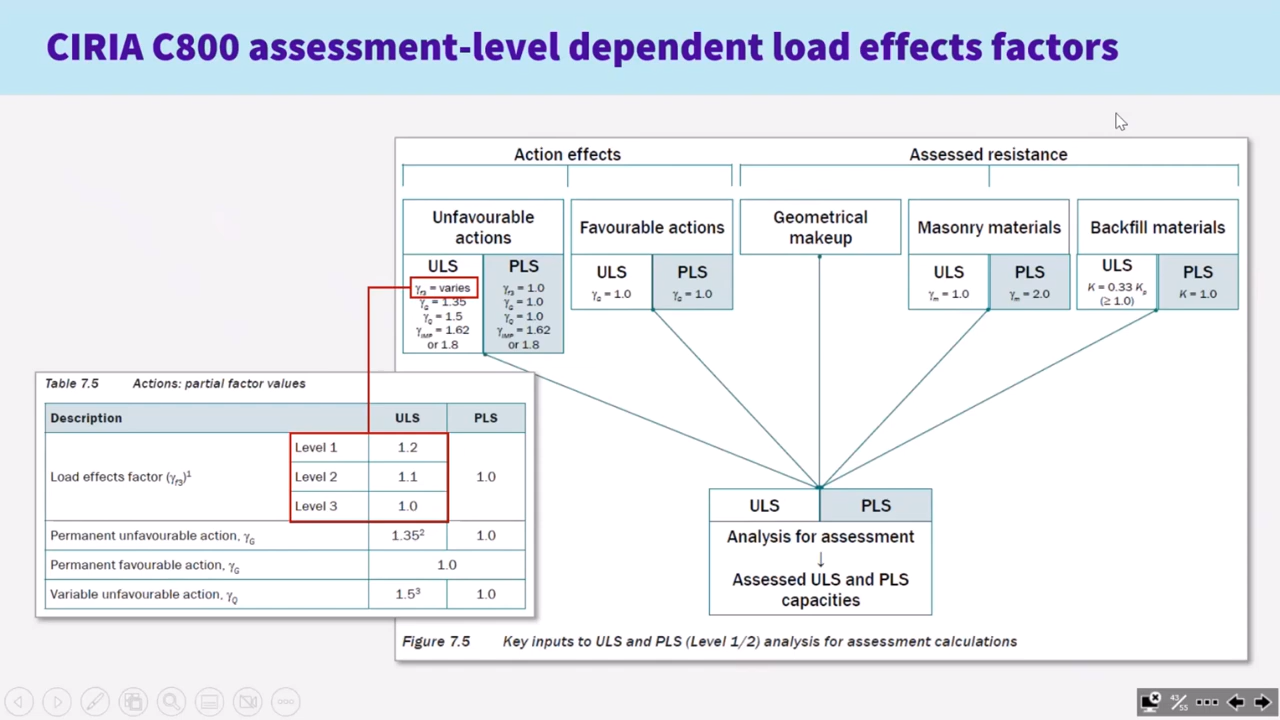 CIRIA C800 assessment-level dependent load effects factors
Action effects
Assessed resistance
Unfavourable
actions
Favourable actions
Geometrical
makeup
Masonry materials
Backfill materials
ULS
γf3 = varies
γG = 1.35
γQ = 1.5
γIMP = 1.62
or 1.8
PLS
γf3 = 1.0
γG = 1.0
γQ = 1.0
γIMP = 1.62
or 1.8
ULS
γG = 1.0
PLS
γG = 1.0
ULS
γm = 1.0
PLS
γm = 2.0
ULS
K = 0.33 Kp
(≥ 1.0)
PLS
K = 1.0
Table 7.5 Actions: partial factor values
Description ULS PLS
Load effects factor (γf3)¹
Level 1 1.2
Level 2 1.1 1.0
Level 3 1.0
Permanent unfavourable action, γG 1.35² 1.0
Permanent favourable action, γG 1.0
Variable unfavourable action, γQ 1.5³ 1.0
ULS PLS
Analysis for assessment
↓
Assessed ULS and PLS
capacities
Figure 7.5 Key inputs to ULS and PLS (Level 1/2) analysis for assessment calculations
43/55